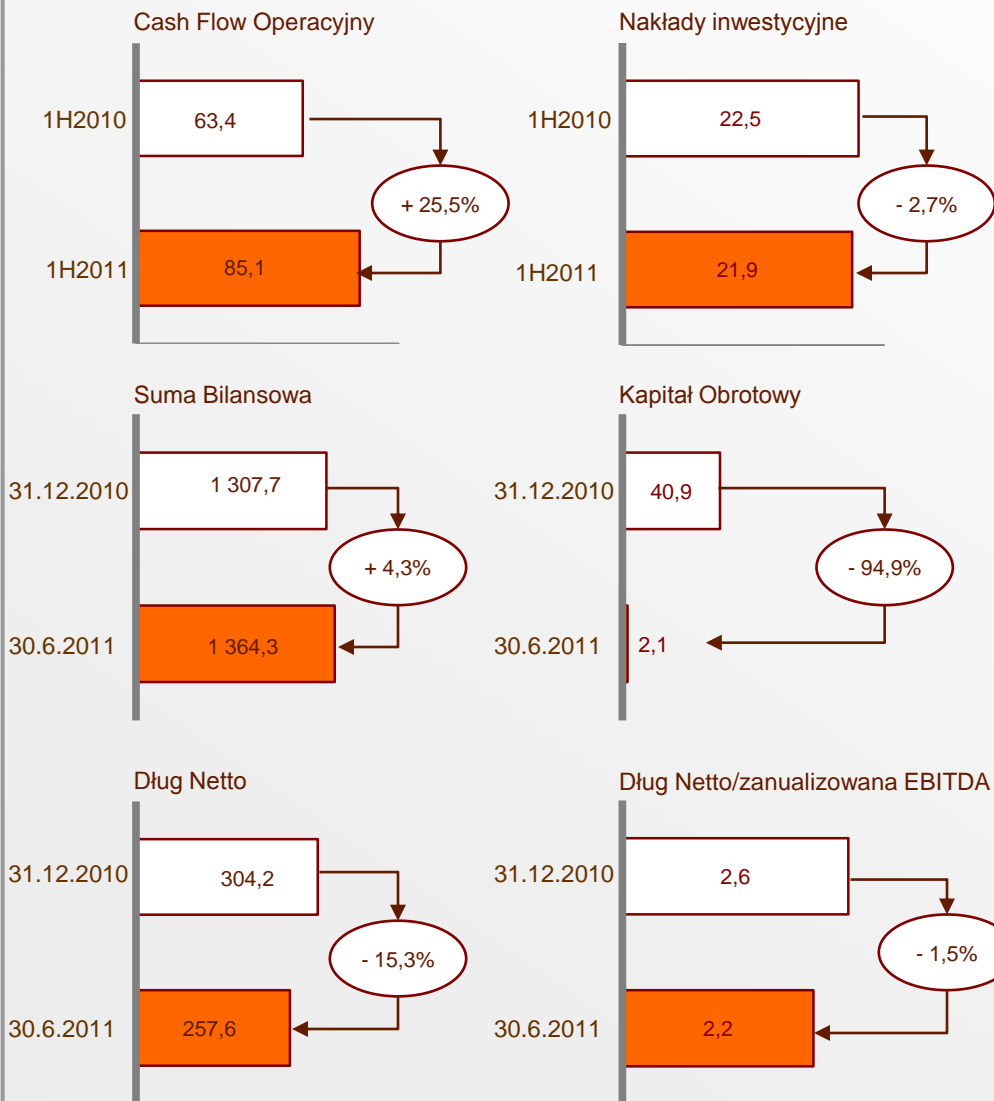 Cash Flow Operacyjny
1H2010
63,4
+ 25,5%
1H2011
85,1
Nakłady inwestycyjne
1H2010
22,5
- 2,7%
1H2011
21,9
Suma Bilansowa
31.12.2010
1 307,7
+ 4,3%
30.6.2011
1 364,3
Kapitał Obrotowy
31.12.2010
40,9
- 94,9%
30.6.2011
2,1
Dług Netto
31.12.2010
304,2
- 15,3%
30.6.2011
257,6
Dług Netto/zanualizowana EBITDA
31.12.2010
2,6
- 1,5%
30.6.2011
2,2